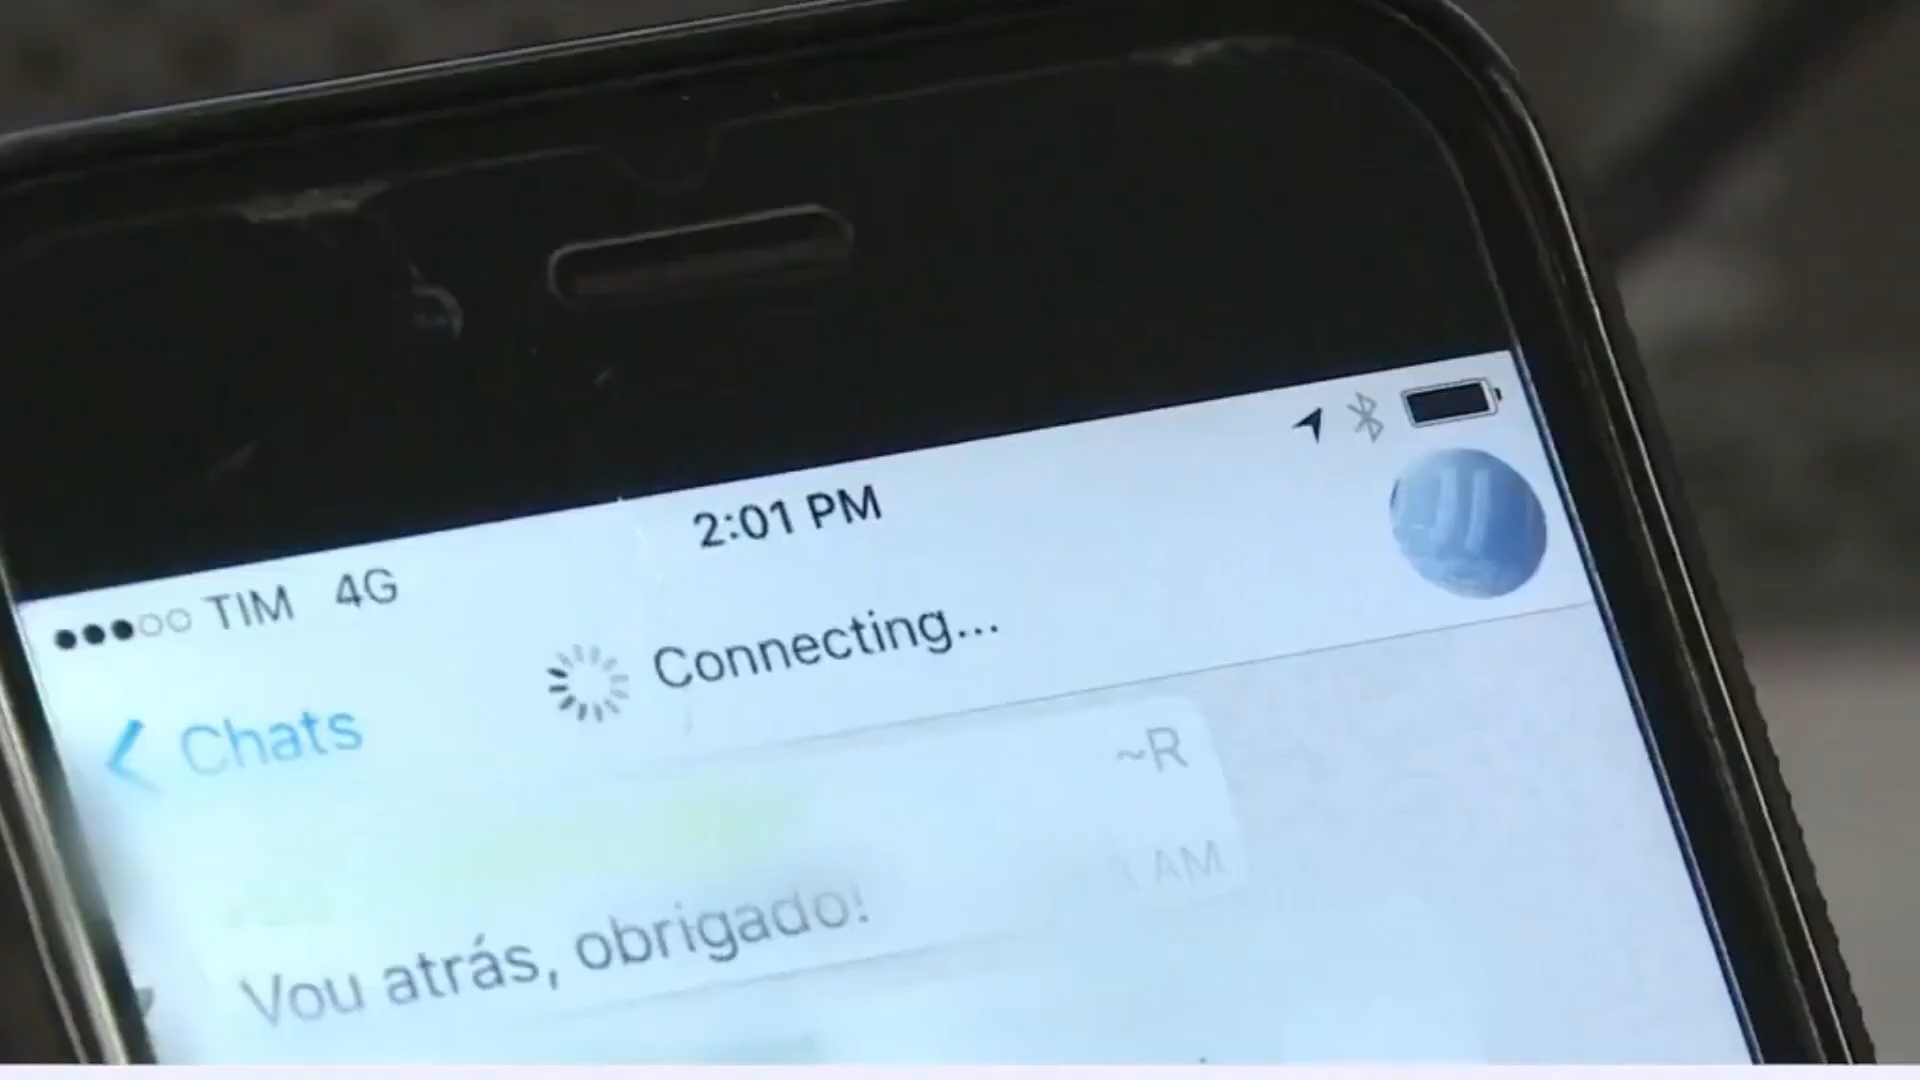 2:01 PM
TIM 4G
Connecting...
Chats
~R
AM
Vou atrás, obrigado!